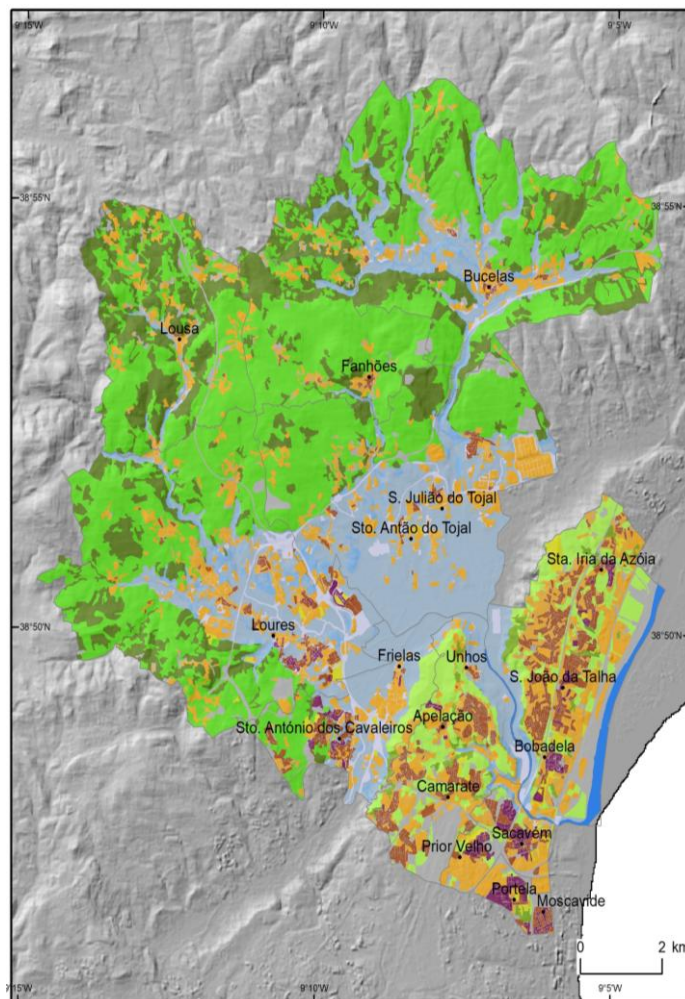 9°15'W 9°10'W 9°5'W
38°55'N 38°55'N
Bucelas
Lousa
Fanhões
S. Julião do Tojal
Sto. Antão do Tojal
Sta. Iria da Azóia
38°50'N 38°50'N
Loures
Frielas Unhos
S. João da Talha
Apelação
Sto. António dos Cavaleiros
Bobadela
Camarate
Sacavém
Prior Velho
Portela
Moscavide
0 2 km
9°15'W 9°10'W 9°5'W